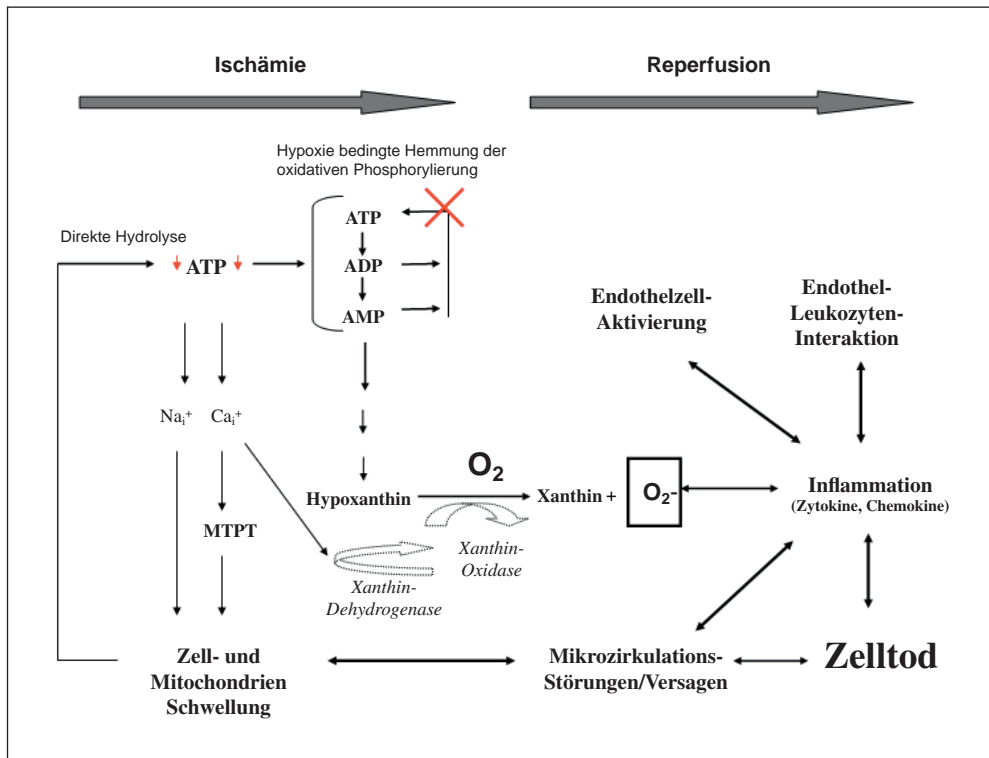 Ischämie
Reperfusion
Hypoxie bedingte Hemmung der
oxidativen Phosphorylierung
Direkte Hydrolyse
ATP
ATP
ADP
AMP
Endothelzell-
Aktivierung
Endothel-
Leukozyten-
Interaktion
Naᵢ⁺ Caᵢ⁺
O₂
Hypoxanthin
Xanthin + O₂-
Inflammation
(Zytokine, Chemokine)
MTPT
Xanthin-
Oxidase
Xanthin-
Dehydrogenase
Zell- und
Mitochondrien
Schwellung
Mikrozirkulations-
Störungen/Versagen
Zelltod